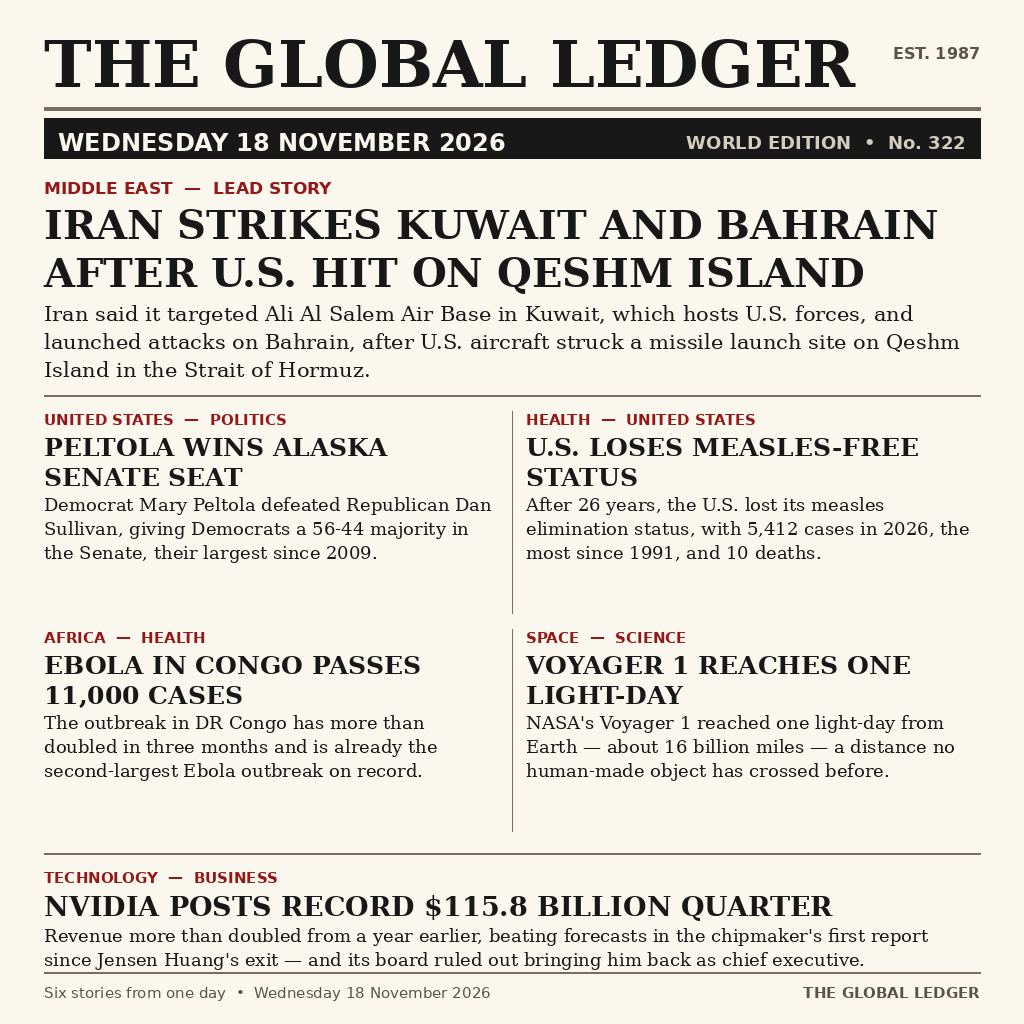 THE GLOBAL LEDGER
EST. 1987
WEDNESDAY 18 NOVEMBER 2026
WORLD EDITION • No. 322
MIDDLE EAST — LEAD STORY
IRAN STRIKES KUWAIT AND BAHRAIN
AFTER U.S. HIT ON QESHM ISLAND
Iran said it targeted Ali Al Salem Air Base in Kuwait, which hosts U.S. forces, and
launched attacks on Bahrain, after U.S. aircraft struck a missile launch site on Qeshm
Island in the Strait of Hormuz.
UNITED STATES — POLITICS
PELTOLA WINS ALASKA
SENATE SEAT
Democrat Mary Peltola defeated Republican Dan
Sullivan, giving Democrats a 56-44 majority in
the Senate, their largest since 2009.
HEALTH — UNITED STATES
U.S. LOSES MEASLES-FREE
STATUS
After 26 years, the U.S. lost its measles
elimination status, with 5,412 cases in 2026, the
most since 1991, and 10 deaths.
AFRICA — HEALTH
EBOLA IN CONGO PASSES
11,000 CASES
The outbreak in DR Congo has more than
doubled in three months and is already the
second-largest Ebola outbreak on record.
SPACE — SCIENCE
VOYAGER 1 REACHES ONE
LIGHT-DAY
NASA's Voyager 1 reached one light-day from
Earth — about 16 billion miles — a distance no
human-made object has crossed before.
TECHNOLOGY — BUSINESS
NVIDIA POSTS RECORD $115.8 BILLION QUARTER
Revenue more than doubled from a year earlier, beating forecasts in the chipmaker's first report
since Jensen Huang's exit — and its board ruled out bringing him back as chief executive.
Six stories from one day • Wednesday 18 November 2026
THE GLOBAL LEDGER